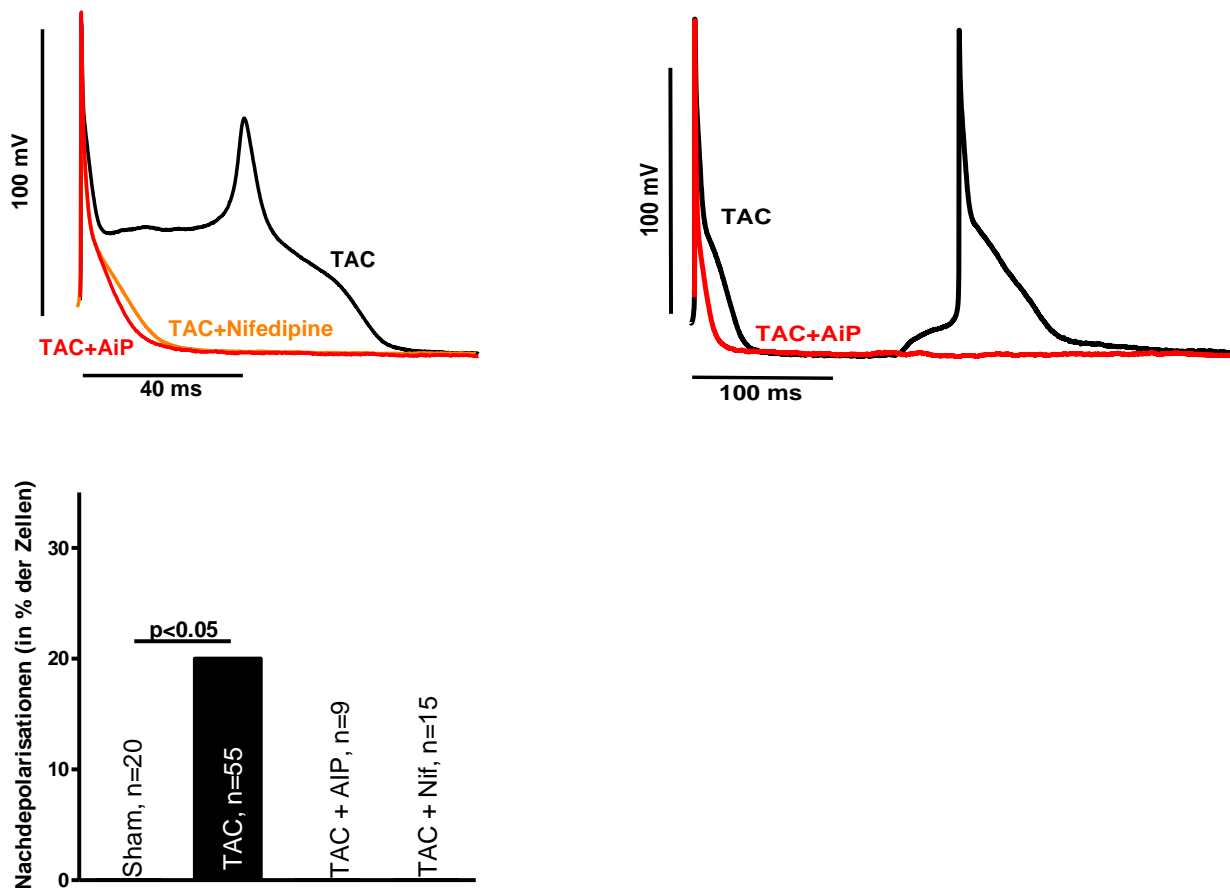 100 mV
TAC
TAC+Nifedipine
TAC+AiP
40 ms
100 mV
TAC
TAC+AiP
100 ms
Nachdepolarisationen (in % der Zellen)
30
20
10
0
p<0.05
Sham, n=20
TAC, n=55
TAC + AIP, n=9
TAC + Nif, n=15